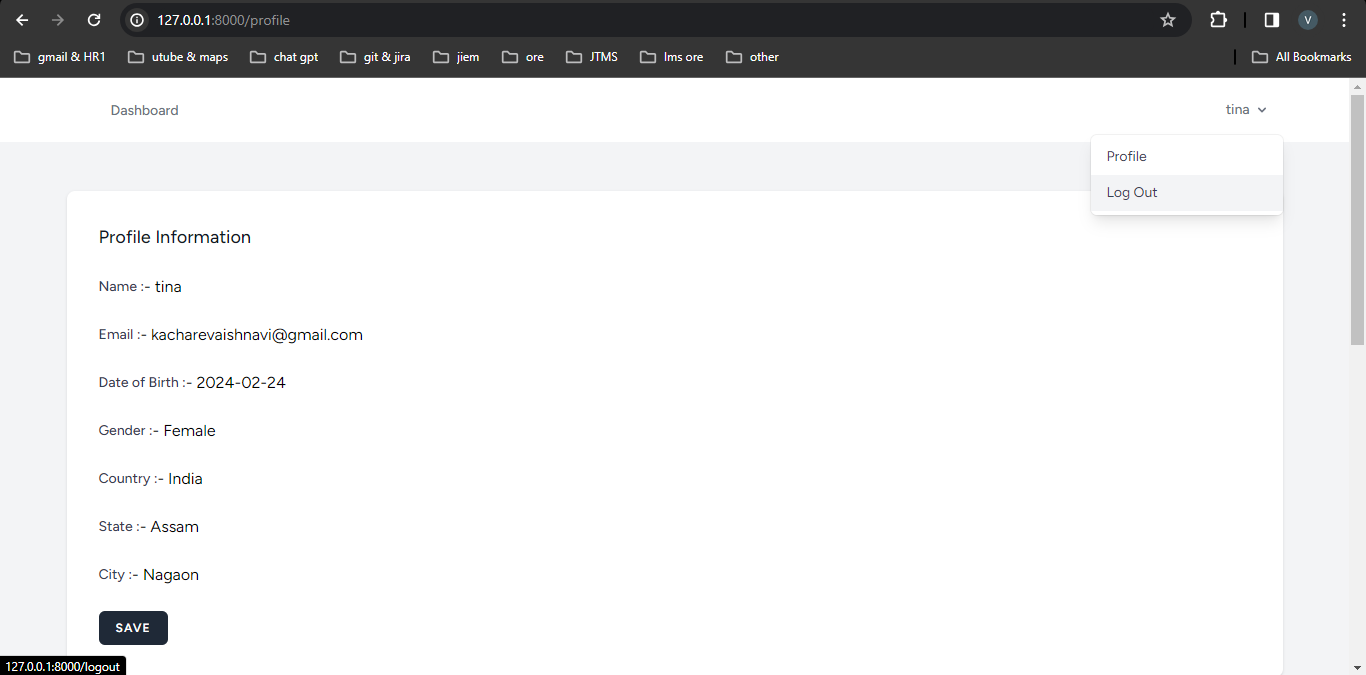 127.0.0.1:8000/profile
V
gmail & HR1 utube & maps chat gpt git & jira jiem ore JTMS lms ore other All Bookmarks
Dashboard tina
Profile
Log Out
Profile Information
Name :- tina
Email :- kacharevaishnavi@gmail.com
Date of Birth :- 2024-02-24
Gender :- Female
Country :- India
State :- Assam
City :- Nagaon
SAVE
127.0.0.1:8000/logout